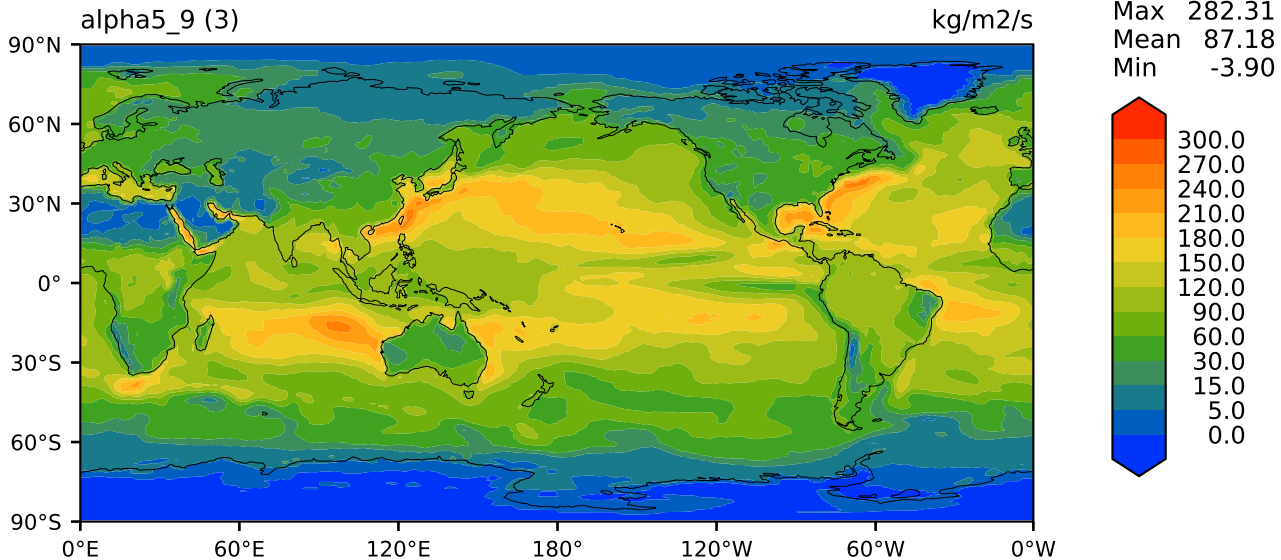 alpha5_9 (3)
kg/m2/s
Max 282.31
Mean 87.18
Min -3.90
90°N
60°N
30°N
0°
30°S
60°S
90°S
0°E 60°E 120°E 180° 120°W 60°W 0°W
300.0
270.0
240.0
210.0
180.0
150.0
120.0
90.0
60.0
30.0
15.0
5.0
0.0